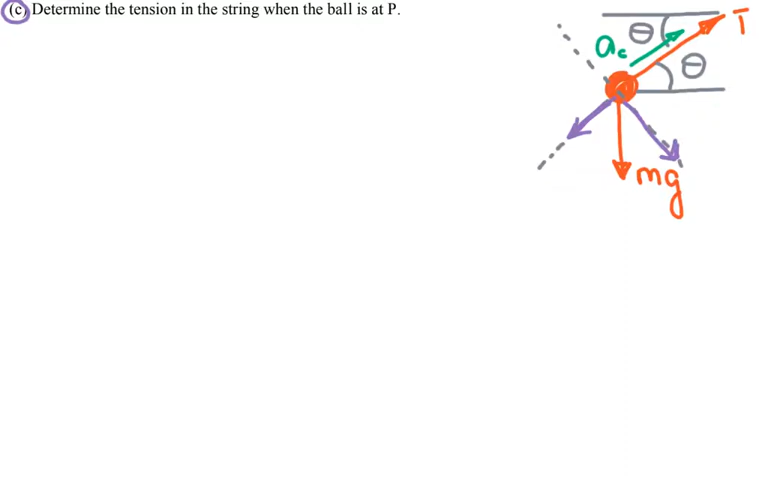 (c) Determine the tension in the string when the ball is at P.
θ T
a_c
θ
mg